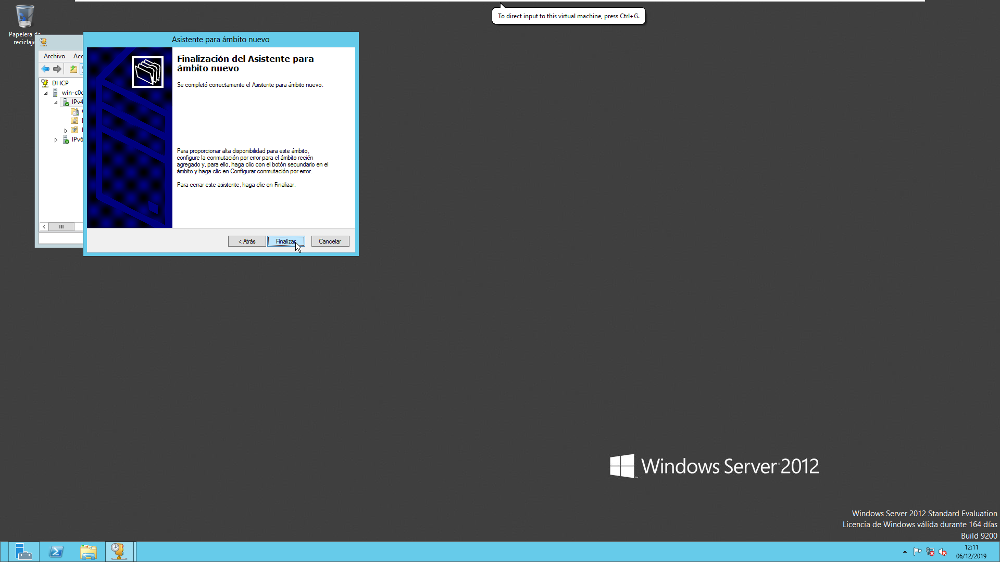 To direct input to this virtual machine, press Ctrl+G.
Papelera de
reciclaje
Asistente para ámbito nuevo
Archivo
DHCP
IPv4
IPv6
Finalización del Asistente para
ámbito nuevo
Se completó correctamente el Asistente para ámbito nuevo.
Para proporcionar alta disponibilidad para este ámbito,
configure la conmutación por error para el ámbito recién
agregado y, para ello, haga clic con el botón secundario en el
ámbito y haga clic en Configurar conmutación por error.
Para cerrar este asistente, haga clic en Finalizar.
< Atrás
Finalizar
Cancelar
Windows Server 2012
Windows Server 2012 Standard Evaluation
Licencia de Windows válida durante 164 días
Build 9200
12:11
06/12/2019